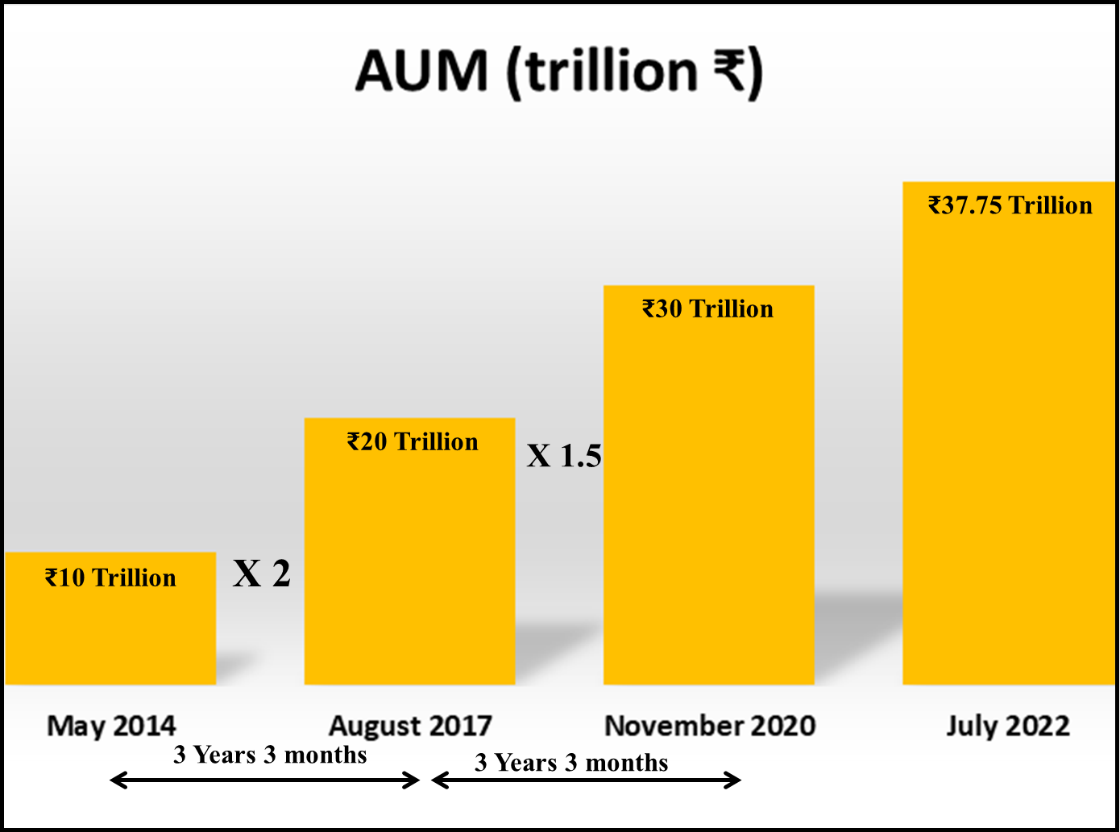 AUM (trillion ₹)
₹37.75 Trillion
₹30 Trillion
₹20 Trillion
X 1.5
₹10 Trillion
X 2
May 2014
August 2017
November 2020
July 2022
3 Years 3 months
3 Years 3 months